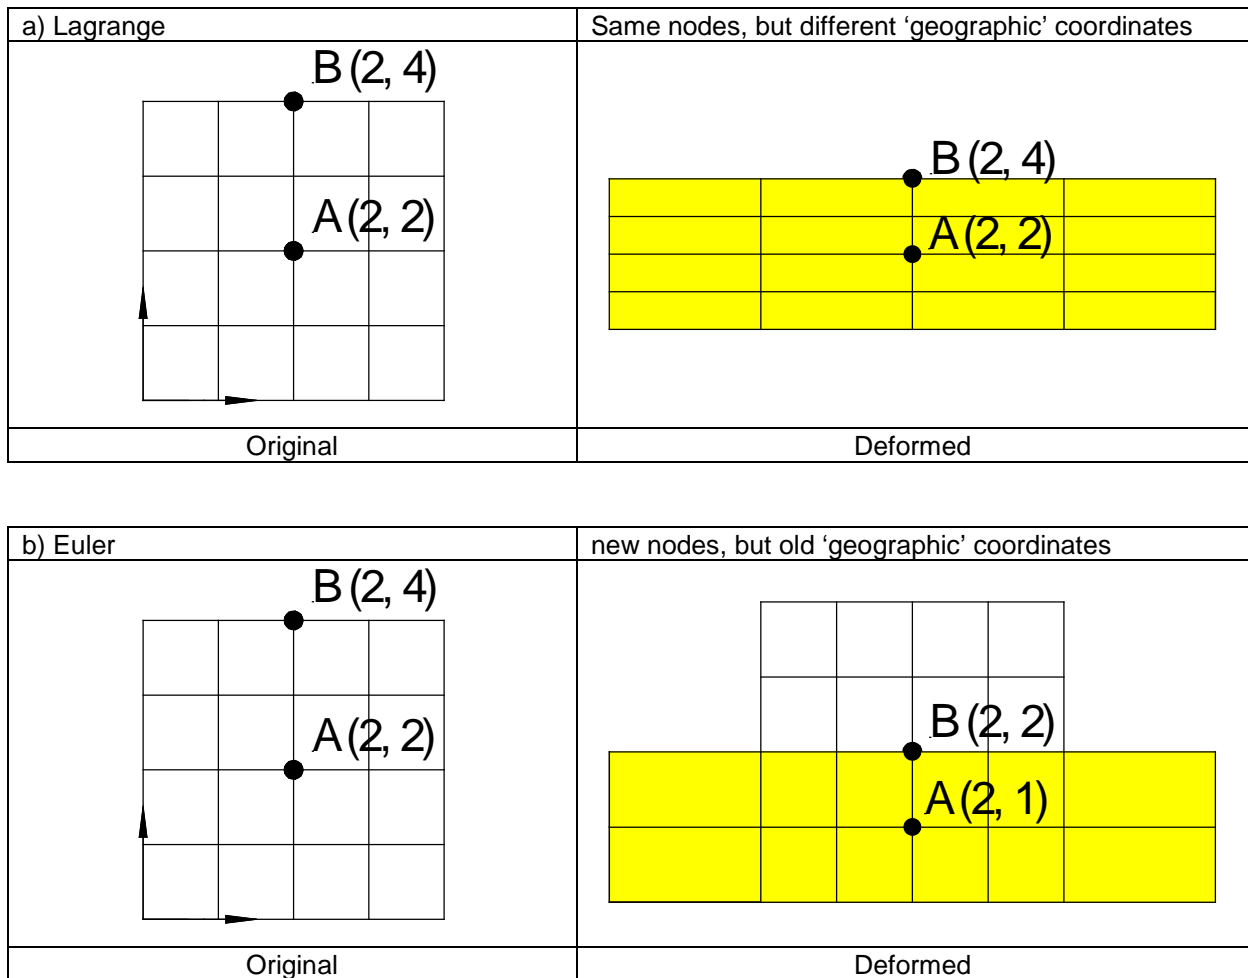 a) Lagrange
Same nodes, but different ‘geographic’ coordinates
B (2, 4)
A (2, 2)
B (2, 4)
A (2, 2)
Original
Deformed
b) Euler
new nodes, but old ‘geographic’ coordinates
B (2, 4)
A (2, 2)
B (2, 2)
A (2, 1)
Original
Deformed